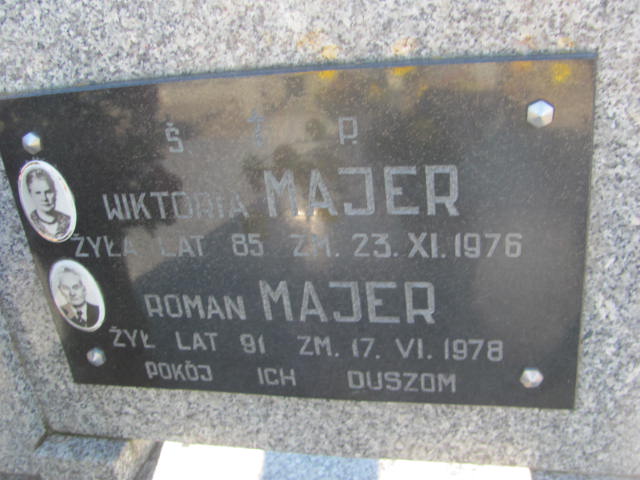 Ś. P.
WIKTORIA MAJER
ŻYŁA LAT 85 ZM. 23. XI. 1976
ROMAN MAJER
ŻYŁ LAT 91 ZM. 17. VI. 1978
POKÓJ ICH DUSZOM